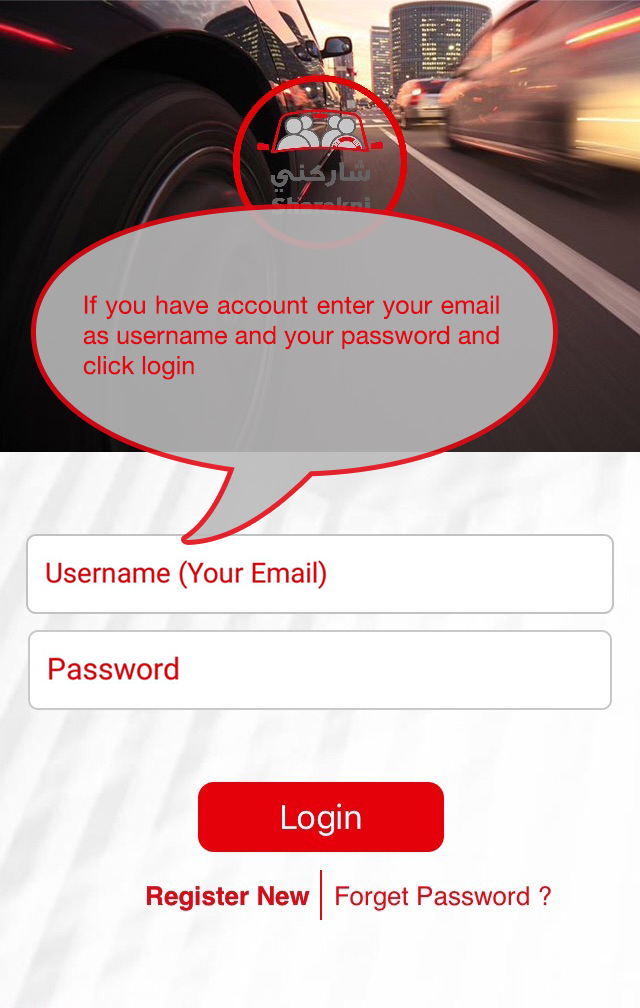 شاركني
Sharekni
If you have account enter your email
as username and your password and
click login
Username (Your Email)
Password
Login
Register New
Forget Password ?